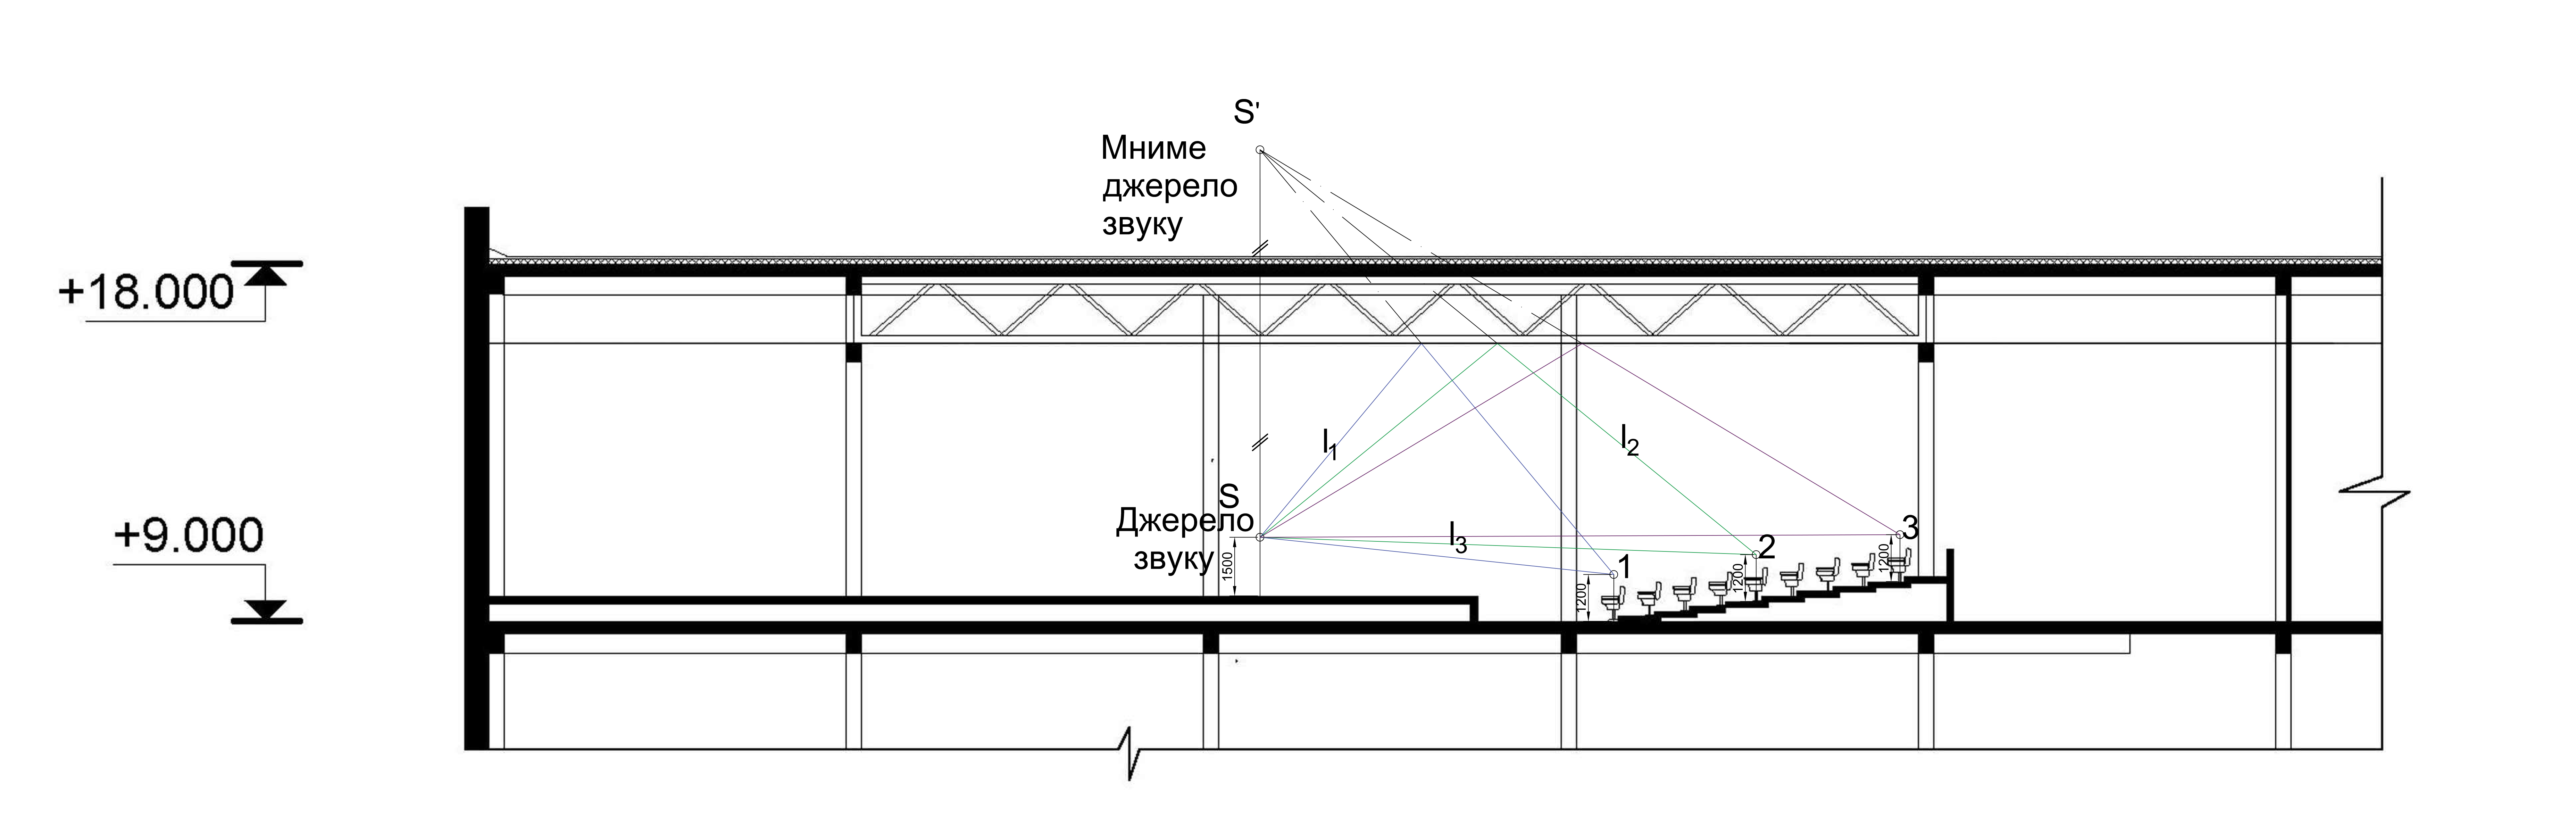 S'
Мниме
джерело
звуку
+18.000
l1
l2
S
Джерело
звуку
l3
+9.000
1500
1
1200
2
1200
3
1200